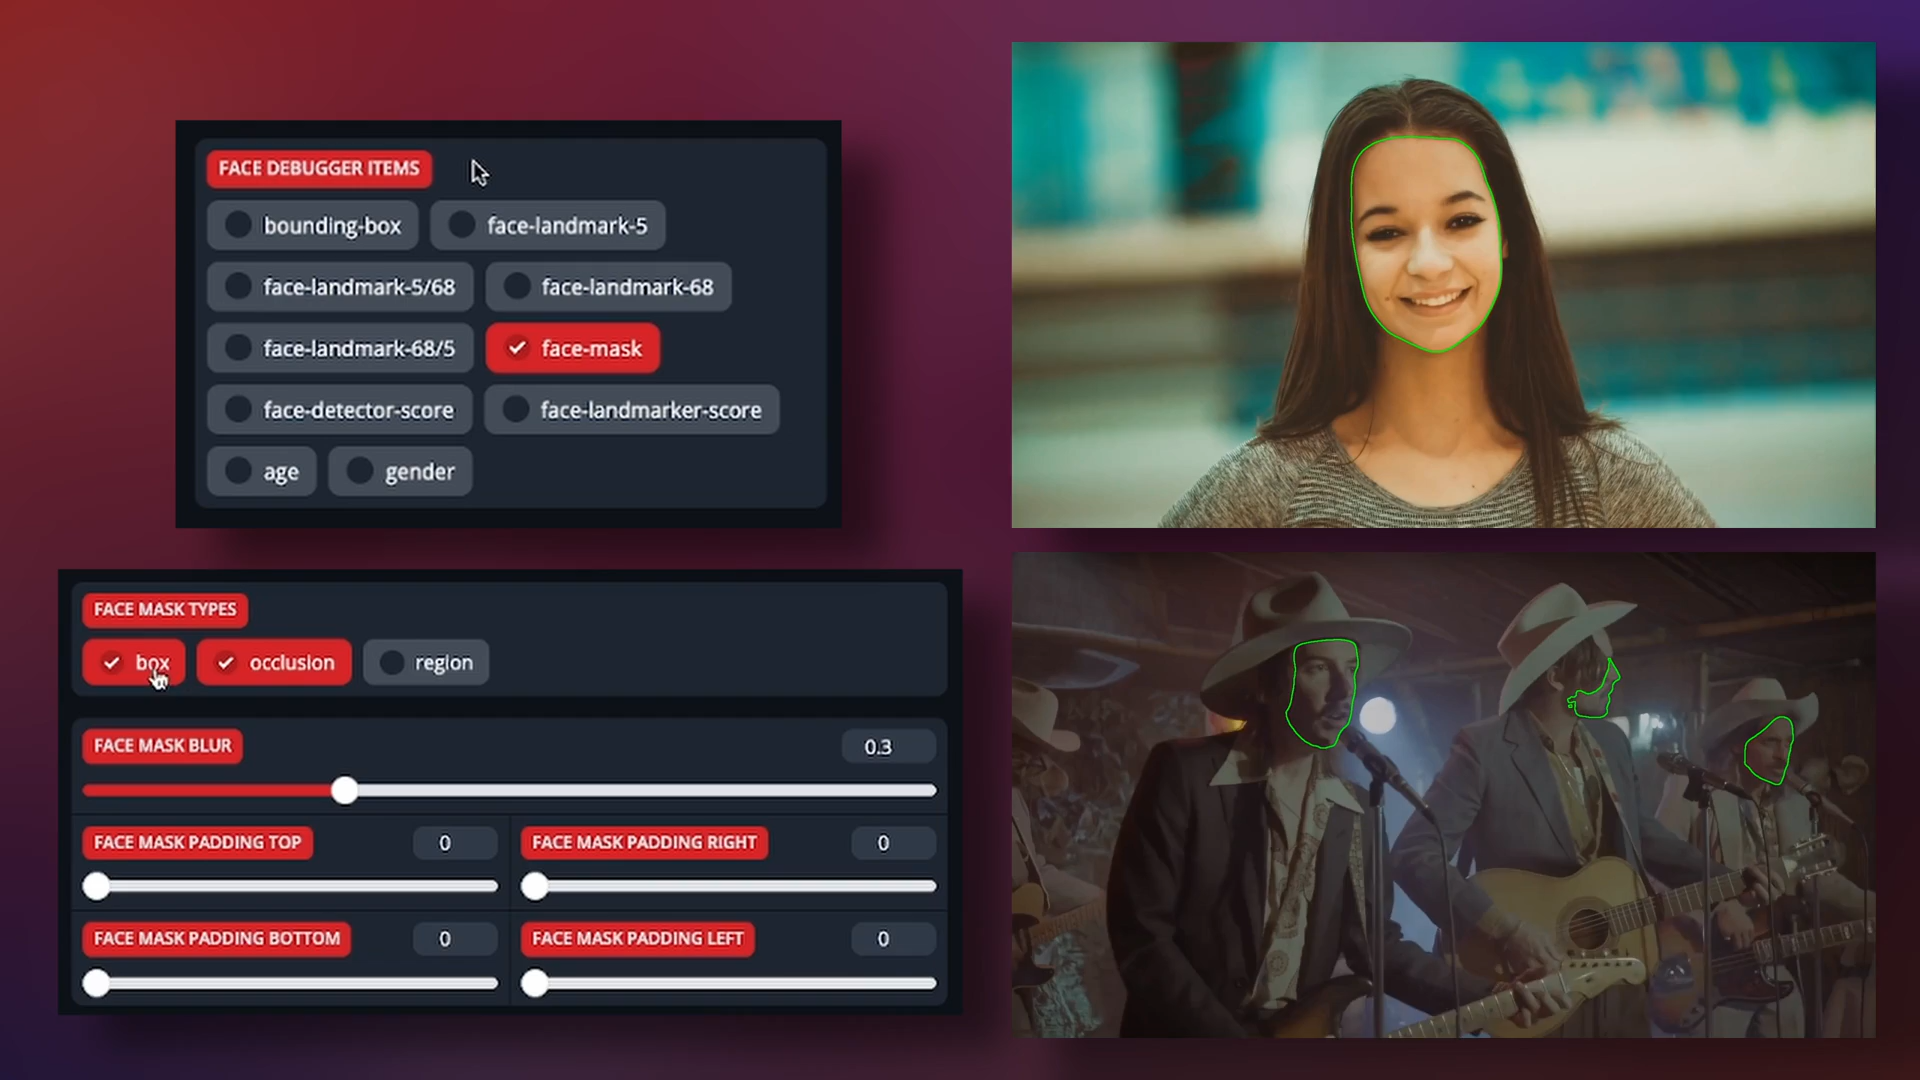 FACE DEBUGGER ITEMS
bounding-box
face-landmark-5
face-landmark-5/68
face-landmark-68
face-landmark-68/5
face-mask
face-detector-score
face-landmarker-score
age
gender
FACE MASK TYPES
box
occlusion
region
FACE MASK BLUR
0.3
FACE MASK PADDING TOP
0
FACE MASK PADDING RIGHT
0
FACE MASK PADDING BOTTOM
0
FACE MASK PADDING LEFT
0